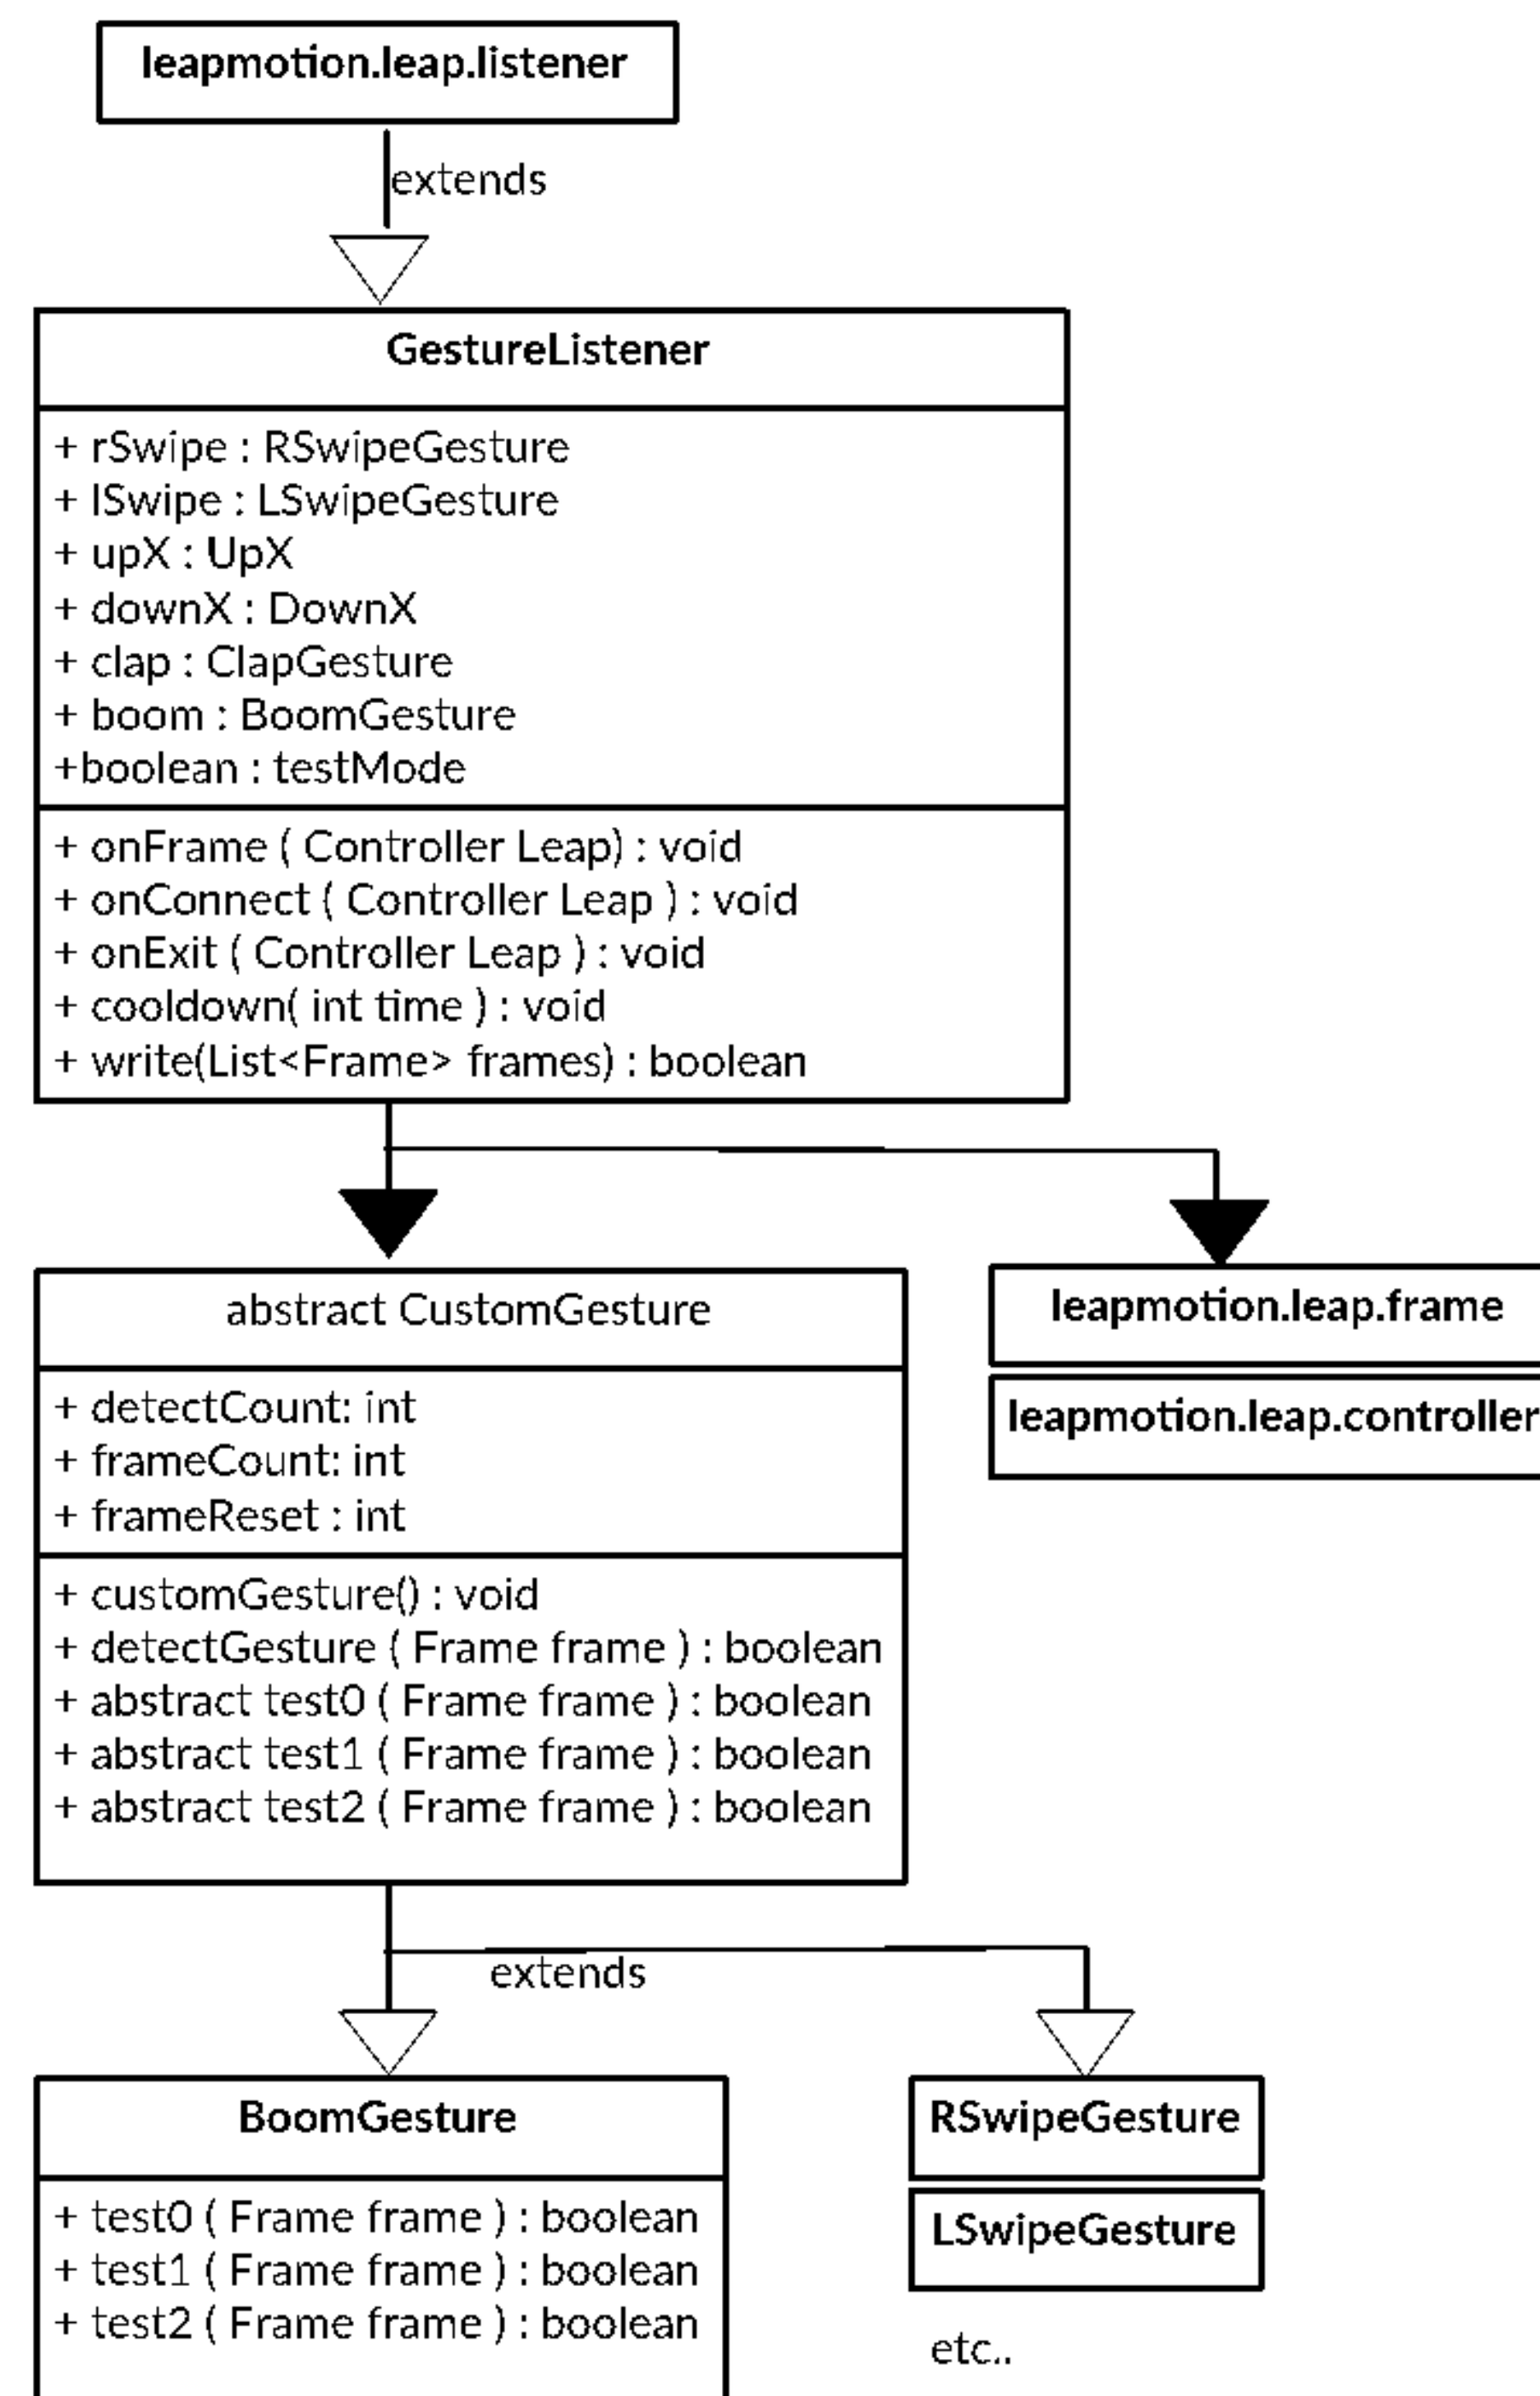 leapmotion.leap.listener
extends
GestureListener
+ rSwipe : RSwipeGesture
+ lSwipe : LSwipeGesture
+ upX : UpX
+ downX : DownX
+ clap : ClapGesture
+ boom : BoomGesture
+boolean : testMode
+ onFrame ( Controller Leap) : void
+ onConnect ( Controller Leap ) : void
+ onExit ( Controller Leap ) : void
+ cooldown( int time ) : void
+ write(List<Frame> frames) : boolean
abstract CustomGesture
+ detectCount: int
+ frameCount: int
+ frameReset : int
+ customGesture() : void
+ detectGesture ( Frame frame ) : boolean
+ abstract test0 ( Frame frame ) : boolean
+ abstract test1 ( Frame frame ) : boolean
+ abstract test2 ( Frame frame ) : boolean
leapmotion.leap.frame
leapmotion.leap.controller
extends
BoomGesture
+ test0 ( Frame frame ) : boolean
+ test1 ( Frame frame ) : boolean
+ test2 ( Frame frame ) : boolean
RSwipeGesture
LSwipeGesture
etc..